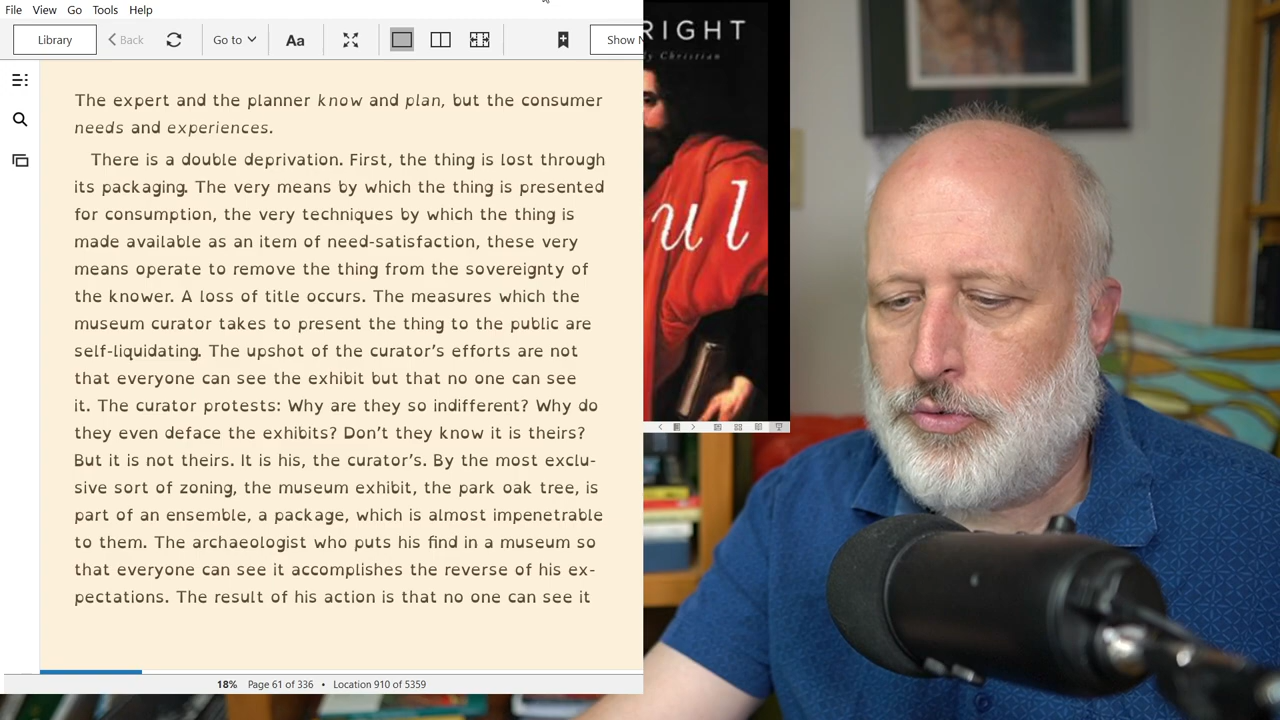 File View Go Tools Help
Library Back Go to Aa Show
The expert and the planner know and plan, but the consumer
needs and experiences.
There is a double deprivation. First, the thing is lost through
its packaging. The very means by which the thing is presented
for consumption, the very techniques by which the thing is
made available as an item of need-satisfaction, these very
means operate to remove the thing from the sovereignty of
the knower. A loss of title occurs. The measures which the
museum curator takes to present the thing to the public are
self-liquidating. The upshot of the curator's efforts are not
that everyone can see the exhibit but that no one can see
it. The curator protests: Why are they so indifferent? Why do
they even deface the exhibits? Don't they know it is theirs?
But it is not theirs. It is his, the curator's. By the most exclu-
sive sort of zoning, the museum exhibit, the park oak tree, is
part of an ensemble, a package, which is almost impenetrable
to them. The archaeologist who puts his find in a museum so
that everyone can see it accomplishes the reverse of his ex-
pectations. The result of his action is that no one can see it
18% Page 61 of 336 • Location 910 of 5359
RIGHT
y Christian
ul